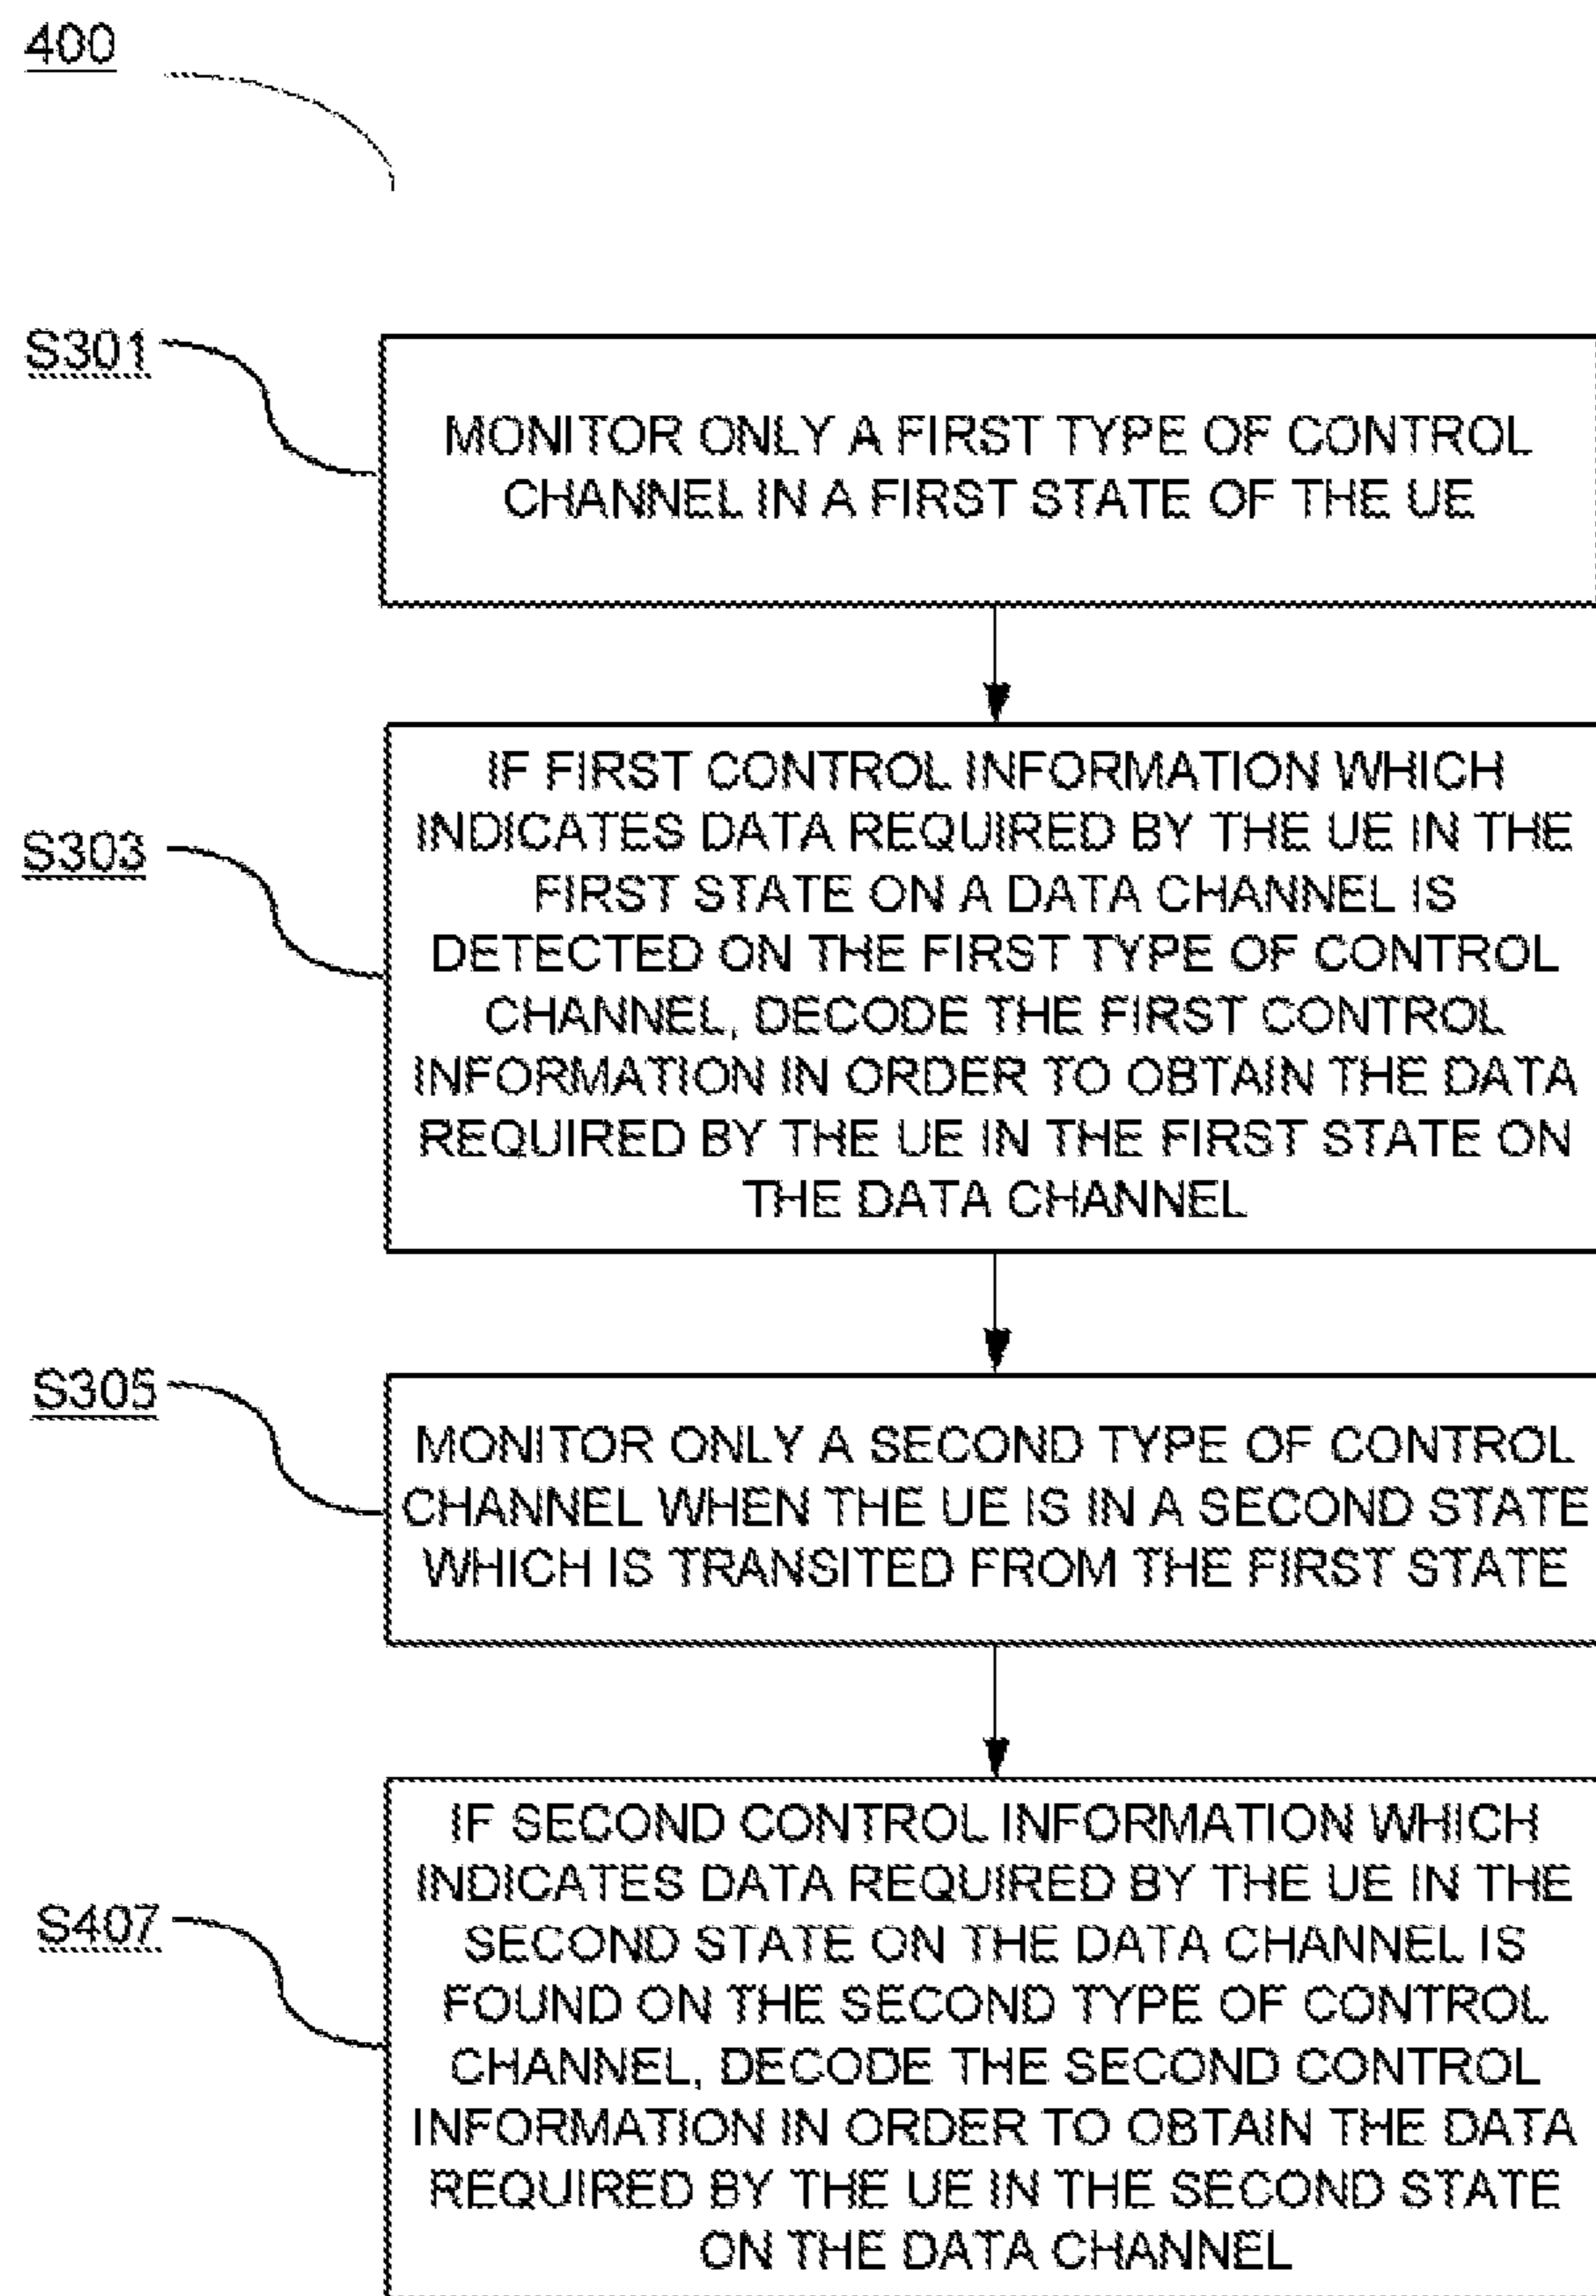 400
S301
MONITOR ONLY A FIRST TYPE OF CONTROL
CHANNEL IN A FIRST STATE OF THE UE
S303
IF FIRST CONTROL INFORMATION WHICH
INDICATES DATA REQUIRED BY THE UE IN THE
FIRST STATE ON A DATA CHANNEL IS
DETECTED ON THE FIRST TYPE OF CONTROL
CHANNEL, DECODE THE FIRST CONTROL
INFORMATION IN ORDER TO OBTAIN THE DATA
REQUIRED BY THE UE IN THE FIRST STATE ON
THE DATA CHANNEL
S305
MONITOR ONLY A SECOND TYPE OF CONTROL
CHANNEL WHEN THE UE IS IN A SECOND STATE
WHICH IS TRANSITED FROM THE FIRST STATE
S407
IF SECOND CONTROL INFORMATION WHICH
INDICATES DATA REQUIRED BY THE UE IN THE
SECOND STATE ON THE DATA CHANNEL IS
FOUND ON THE SECOND TYPE OF CONTROL
CHANNEL, DECODE THE SECOND CONTROL
INFORMATION IN ORDER TO OBTAIN THE DATA
REQUIRED BY THE UE IN THE SECOND STATE
ON THE DATA CHANNEL